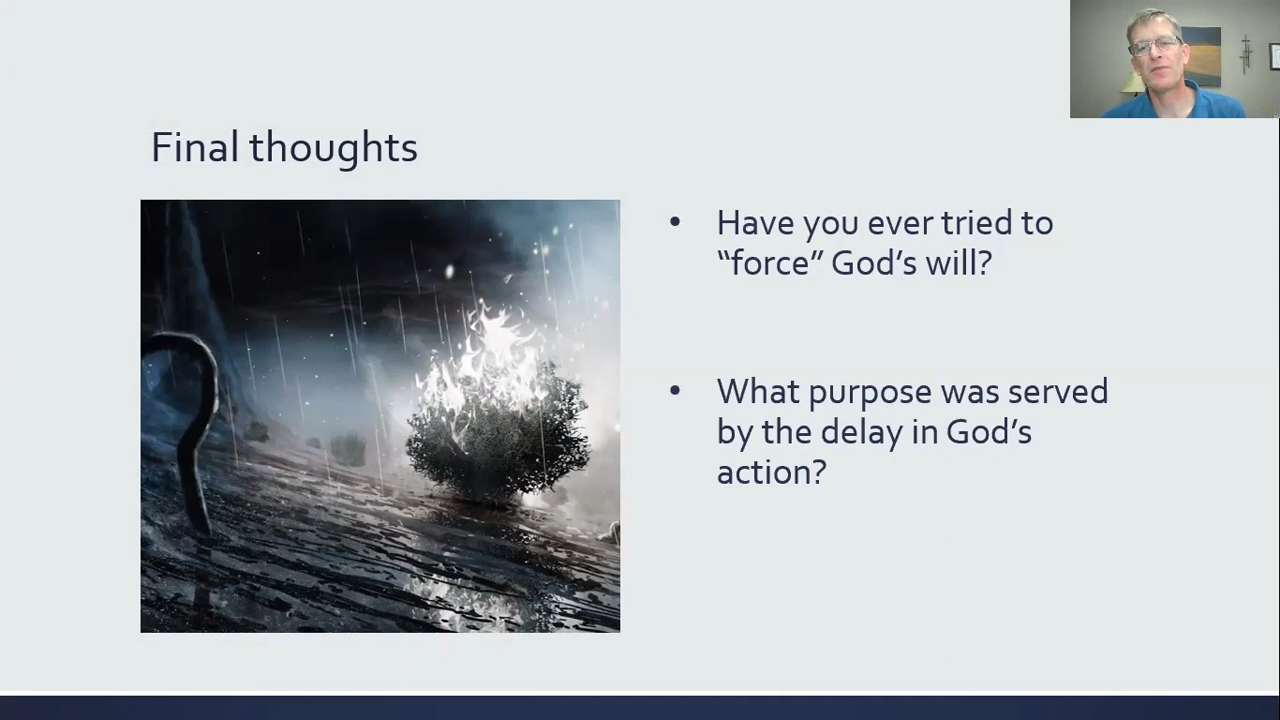 Final thoughts
• Have you ever tried to
“force” God’s will?
• What purpose was served
by the delay in God’s
action?